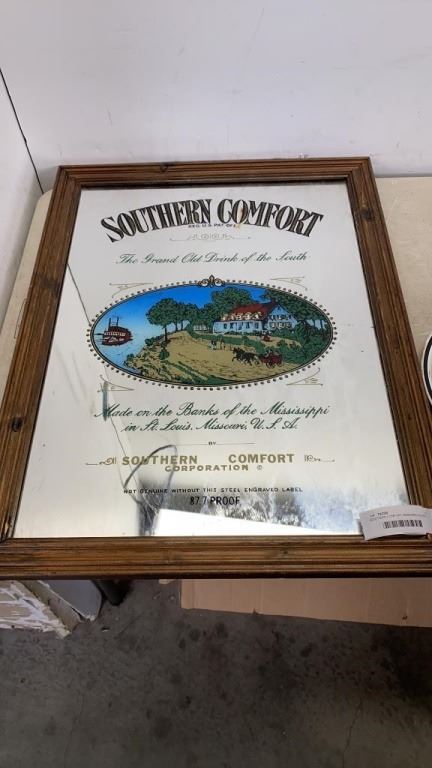 SOUTHERN COMFORT
REG. U.S. PAT. OFF.
The Grand Old Drink of the South
Made on the Banks of the Mississippi
in St. Louis, Missouri, U.S.A.
BY
SOUTHERN COMFORT
CORPORATION ©
NOT GENUINE WITHOUT THIS STEEL ENGRAVED LABEL
87.7 PROOF